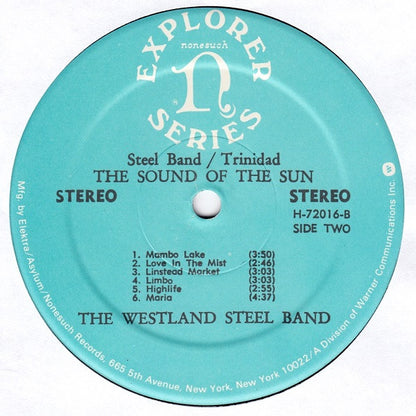 EXPLORER
nonesuch
n
SERIES
Steel Band / Trinidad
THE SOUND OF THE SUN
STEREO STEREO
H-72016-B
SIDE TWO
1. Mambo Lake (3:50)
2. Love In The Mist (2:46)
3. Linstead Market (3:03)
4. Limbo (3:03)
5. Highlife (2:55)
6. Maria (4:37)
THE WESTLAND STEEL BAND
Mfg. by Elektra/Asylum/Nonesuch Records, 665 5th Avenue, New York, New York 10022/A Division of Warner Communications Inc.